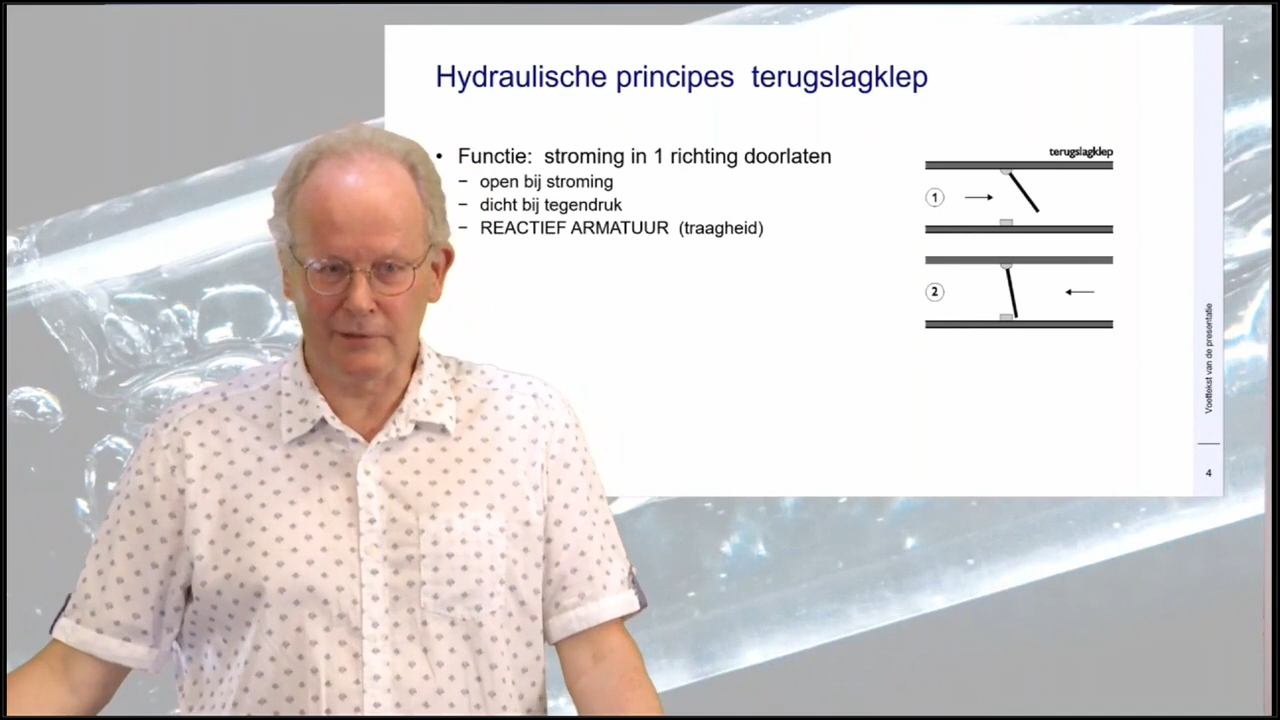 Hydraulische principes  terugslagklep
• Functie:  stroming in 1 richting doorlaten
– open bij stroming
– dicht bij tegendruk
– REACTIEF ARMATUUR  (traagheid)
terugslagklep
1
2
Voettekst van de presentatie
4